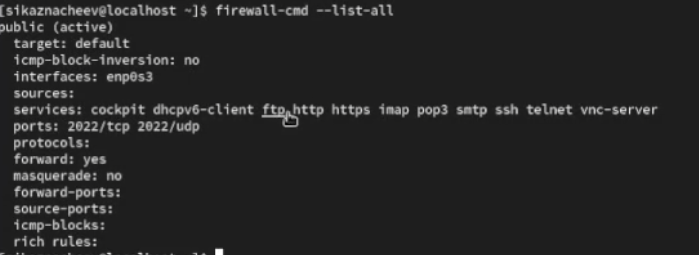 [sikaznacheev@localhost ~]$ firewall-cmd --list-all
public (active)
  target: default
  icmp-block-inversion: no
  interfaces: enp0s3
  sources:
  services: cockpit dhcpv6-client ftp http https imap pop3 smtp ssh telnet vnc-server
  ports: 2022/tcp 2022/udp
  protocols:
  forward: yes
  masquerade: no
  forward-ports:
  source-ports:
  icmp-blocks:
  rich rules: